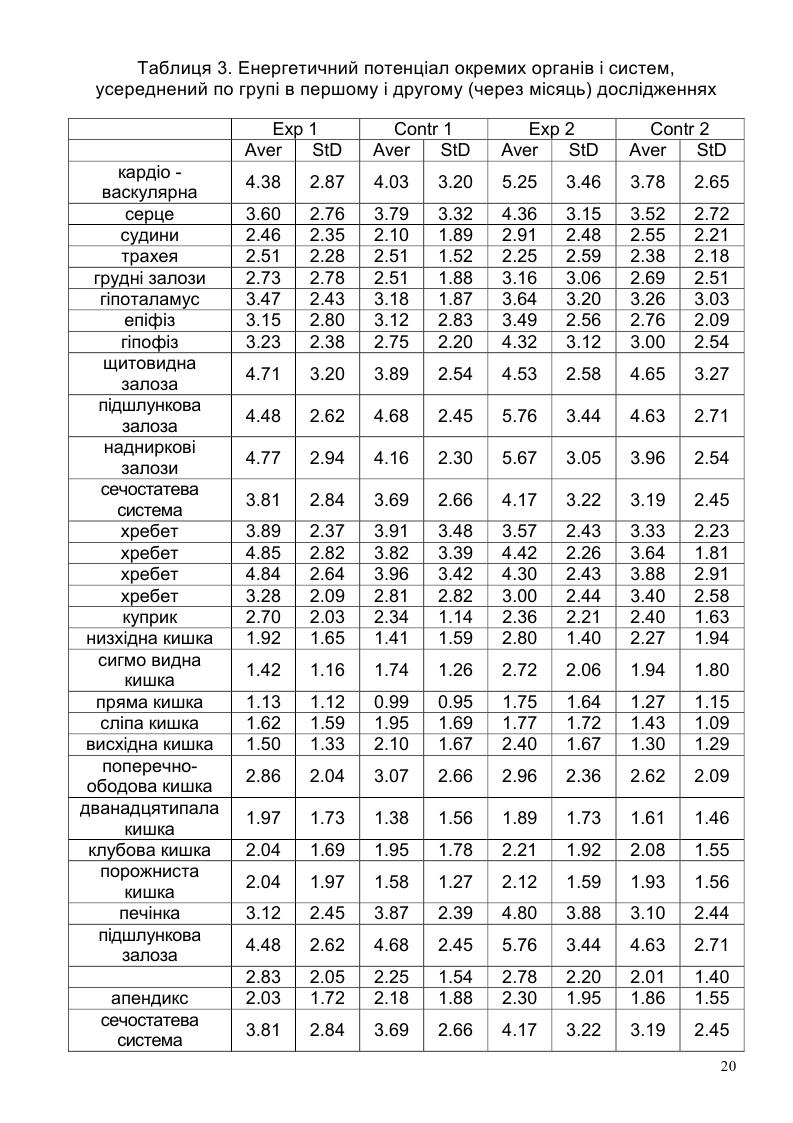 Таблиця 3. Енергетичний потенціал окремих органів і систем,
усереднений по групі в першому і другому (через місяць) дослідженнях
Exp 1 Contr 1 Exp 2 Contr 2
Aver StD Aver StD Aver StD Aver StD
кардіо -
васкулярна 4.38 2.87 4.03 3.20 5.25 3.46 3.78 2.65
серце 3.60 2.76 3.79 3.32 4.36 3.15 3.52 2.72
судини 2.46 2.35 2.10 1.89 2.91 2.48 2.55 2.21
трахея 2.51 2.28 2.51 1.52 2.25 2.59 2.38 2.18
грудні залози 2.73 2.78 2.51 1.88 3.16 3.06 2.69 2.51
гіпоталамус 3.47 2.43 3.18 1.87 3.64 3.20 3.26 3.03
епіфіз 3.15 2.80 3.12 2.83 3.49 2.56 2.76 2.09
гіпофіз 3.23 2.38 2.75 2.20 4.32 3.12 3.00 2.54
щитовидна
залоза 4.71 3.20 3.89 2.54 4.53 2.58 4.65 3.27
підшлункова
залоза 4.48 2.62 4.68 2.45 5.76 3.44 4.63 2.71
надниркові
залози 4.77 2.94 4.16 2.30 5.67 3.05 3.96 2.54
сечостатева
система 3.81 2.84 3.69 2.66 4.17 3.22 3.19 2.45
хребет 3.89 2.37 3.91 3.48 3.57 2.43 3.33 2.23
хребет 4.85 2.82 3.82 3.39 4.42 2.26 3.64 1.81
хребет 4.84 2.64 3.96 3.42 4.30 2.43 3.88 2.91
хребет 3.28 2.09 2.81 2.82 3.00 2.44 3.40 2.58
куприк 2.70 2.03 2.34 1.14 2.36 2.21 2.40 1.63
низхідна кишка 1.92 1.65 1.41 1.59 2.80 1.40 2.27 1.94
сигмо видна
кишка 1.42 1.16 1.74 1.26 2.72 2.06 1.94 1.80
пряма кишка 1.13 1.12 0.99 0.95 1.75 1.64 1.27 1.15
сліпа кишка 1.62 1.59 1.95 1.69 1.77 1.72 1.43 1.09
висхідна кишка 1.50 1.33 2.10 1.67 2.40 1.67 1.30 1.29
поперечно-
ободова кишка 2.86 2.04 3.07 2.66 2.96 2.36 2.62 2.09
дванадцятипала
кишка 1.97 1.73 1.38 1.56 1.89 1.73 1.61 1.46
клубова кишка 2.04 1.69 1.95 1.78 2.21 1.92 2.08 1.55
порожниста
кишка 2.04 1.97 1.58 1.27 2.12 1.59 1.93 1.56
печінка 3.12 2.45 3.87 2.39 4.80 3.88 3.10 2.44
підшлункова
залоза 4.48 2.62 4.68 2.45 5.76 3.44 4.63 2.71
2.83 2.05 2.25 1.54 2.78 2.20 2.01 1.40
апендикс 2.03 1.72 2.18 1.88 2.30 1.95 1.86 1.55
сечостатева
система 3.81 2.84 3.69 2.66 4.17 3.22 3.19 2.45
20